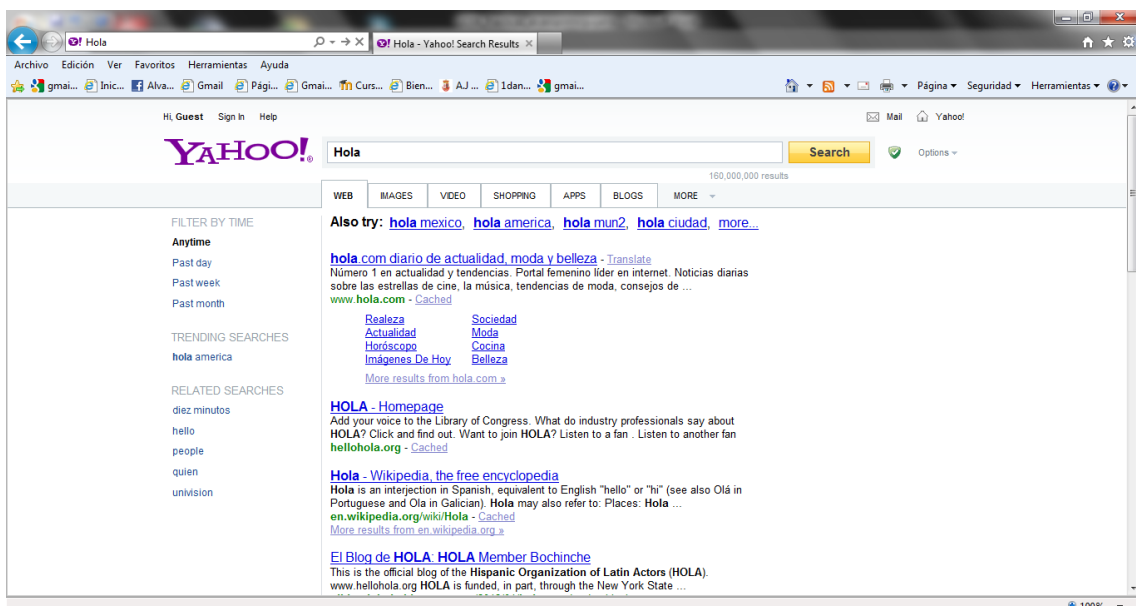 Hola
Hola - Yahoo! Search Results
Archivo Edición Ver Favoritos Herramientas Ayuda
gmai... Inic... Alva... Gmail Pági... Gmai... Curs... Bien... A.J ... 1dan... gmai... Página Seguridad Herramientas
Hi, Guest Sign In Help Mail Yahoo!
YAHOO! Hola Search Options
160,000,000 results
WEB IMAGES VIDEO SHOPPING APPS BLOGS MORE
FILTER BY TIME
Anytime
Past day
Past week
Past month
TRENDING SEARCHES
hola america
RELATED SEARCHES
diez minutos
hello
people
quien
univision
Also try: hola mexico, hola america, hola mun2, hola ciudad, more...
hola.com diario de actualidad, moda y belleza - Translate
Número 1 en actualidad y tendencias. Portal femenino líder en internet. Noticias diarias
sobre las estrellas de cine, la música, tendencias de moda, consejos de ...
www.hola.com - Cached
Realeza Sociedad
Actualidad Moda
Horóscopo Cocina
Imágenes De Hoy Belleza
More results from hola.com »
HOLA - Homepage
Add your voice to the Library of Congress. What do industry professionals say about
HOLA? Click and find out. Want to join HOLA? Listen to a fan . Listen to another fan
hellohola.org - Cached
Hola - Wikipedia, the free encyclopedia
Hola is an interjection in Spanish, equivalent to English "hello" or "hi" (see also Olá in
Portuguese and Ola in Galician). Hola may also refer to: Places: Hola ...
en.wikipedia.org/wiki/Hola - Cached
More results from en.wikipedia.org »
El Blog de HOLA: HOLA Member Bochinche
This is the official blog of the Hispanic Organization of Latin Actors (HOLA).
www.hellohola.org HOLA is funded, in part, through the New York State ...
100%